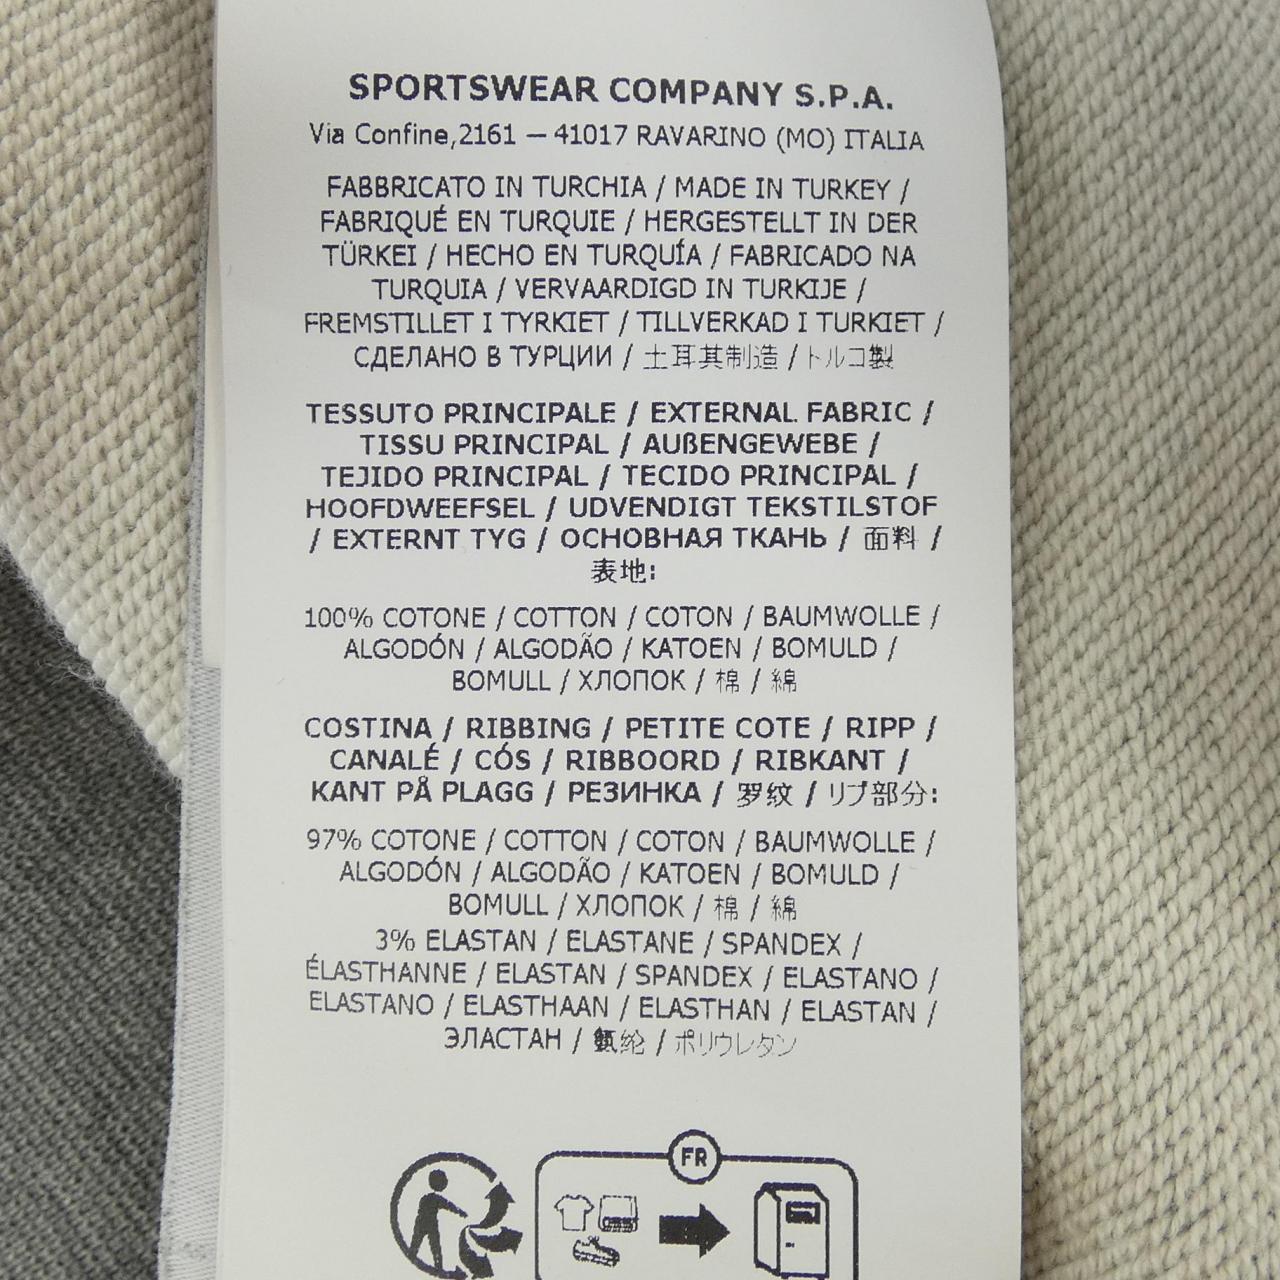 SPORTSWEAR COMPANY S.P.A.
Via Confine,2161 – 41017 RAVARINO (MO) ITALIA
FABBRICATO IN TURCHIA / MADE IN TURKEY /
FABRIQUÉ EN TURQUIE / HERGESTELLT IN DER
TÜRKEI / HECHO EN TURQUÍA / FABRICADO NA
TURQUIA / VERVAARDIGD IN TURKIJE /
FREMSTILLET I TYRKIET / TILLVERKAD I TURKIET /
СДЕЛАНО В ТУРЦИИ / 土耳其制造 / トルコ製
TESSUTO PRINCIPALE / EXTERNAL FABRIC /
TISSU PRINCIPAL / AUßENGEWEBE /
TEJIDO PRINCIPAL / TECIDO PRINCIPAL /
HOOFDWEEFSEL / UDVENDIGT TEKSTILSTOF
/ EXTERNT TYG / ОСНОВНАЯ ТКАНЬ / 面料 /
表地:
100% COTONE / COTTON / COTON / BAUMWOLLE /
ALGODÓN / ALGODÃO / KATOEN / BOMULD /
BOMULL / ХЛОПОК / 棉 / 綿
COSTINA / RIBBING / PETITE COTE / RIPP /
CANALÉ / CÓS / RIBBOORD / RIBKANT /
KANT PÅ PLAGG / РЕЗИНКА / 罗纹 / リブ部分:
97% COTONE / COTTON / COTON / BAUMWOLLE /
ALGODÓN / ALGODÃO / KATOEN / BOMULD /
BOMULL / ХЛОПОК / 棉 / 綿
3% ELASTAN / ELASTANE / SPANDEX /
ÉLASTHANNE / ELASTAN / SPANDEX / ELASTANO /
ELASTANO / ELASTHAAN / ELASTHAN / ELASTAN /
ЭЛАСТАН / 氨纶 / ポリウレタン
FR